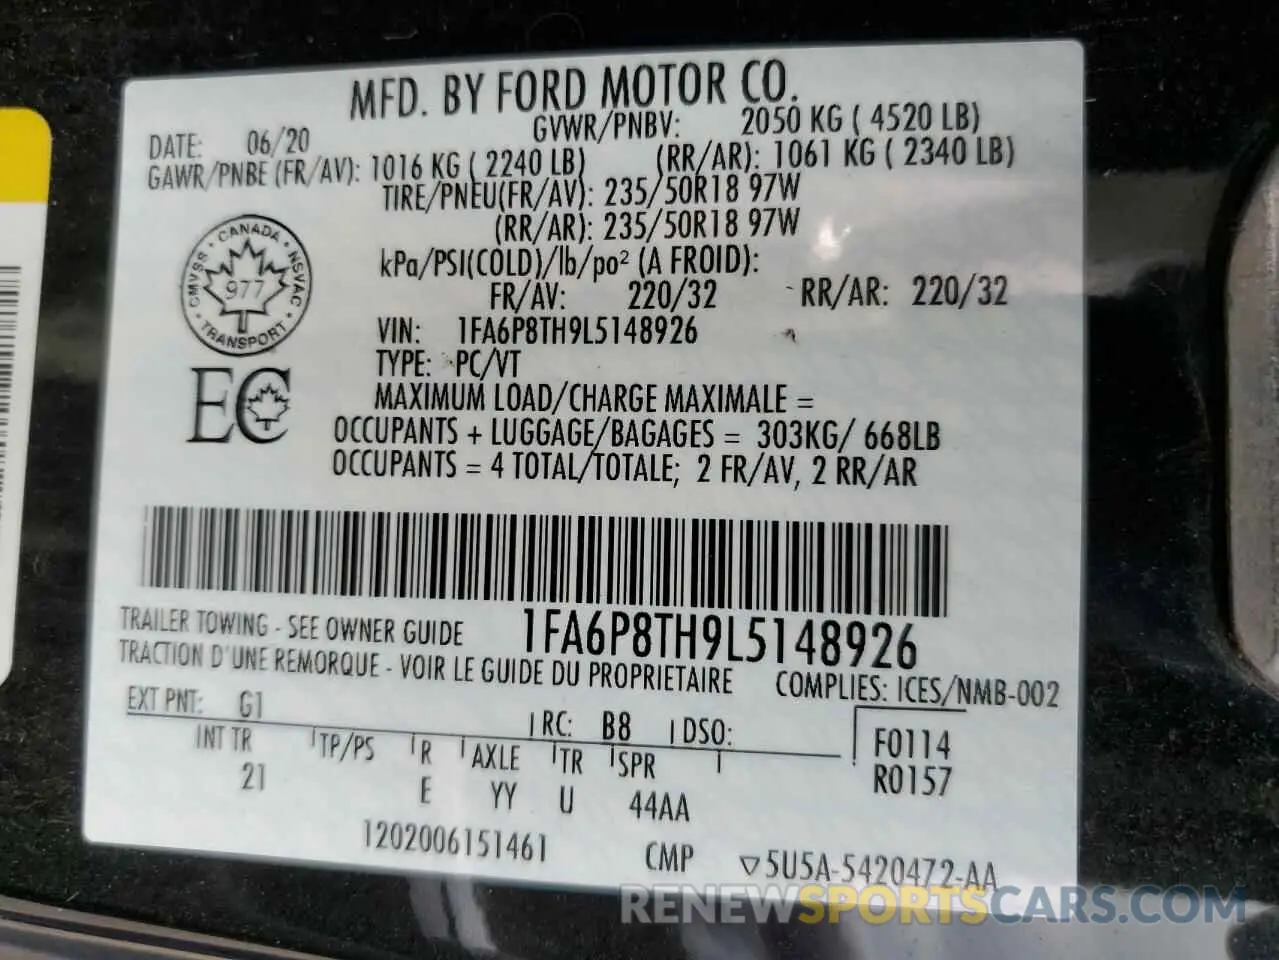 MFD. BY FORD MOTOR CO.
DATE: 06/20 GVWR/PNBV: 2050 KG ( 4520 LB)
GAWR/PNBE (FR/AV): 1016 KG ( 2240 LB) (RR/AR): 1061 KG ( 2340 LB)
TIRE/PNEU(FR/AV): 235/50R18 97W
(RR/AR): 235/50R18 97W
kPa/PSI(COLD)/lb/po² (A FROID):
FR/AV: 220/32 RR/AR: 220/32
CANADA
CMVSS
NSVAC
977
TRANSPORT
VIN: 1FA6P8TH9L5148926
TYPE: PC/VT
EC
MAXIMUM LOAD/CHARGE MAXIMALE =
OCCUPANTS + LUGGAGE/BAGAGES = 303KG/ 668LB
OCCUPANTS = 4 TOTAL/TOTALE; 2 FR/AV, 2 RR/AR
TRAILER TOWING - SEE OWNER GUIDE 1FA6P8TH9L5148926
TRACTION D'UNE REMORQUE - VOIR LE GUIDE DU PROPRIETAIRE COMPLIES: ICES/NMB-002
EXT PNT: G1 RC: B8 DSO: F0114
INT TR TP/PS R AXLE TR SPR R0157
21 E YY U 44AA
1202006151461 CMP ▽5U5A-5420472-AA
RENEWSPORTSCARS.COM